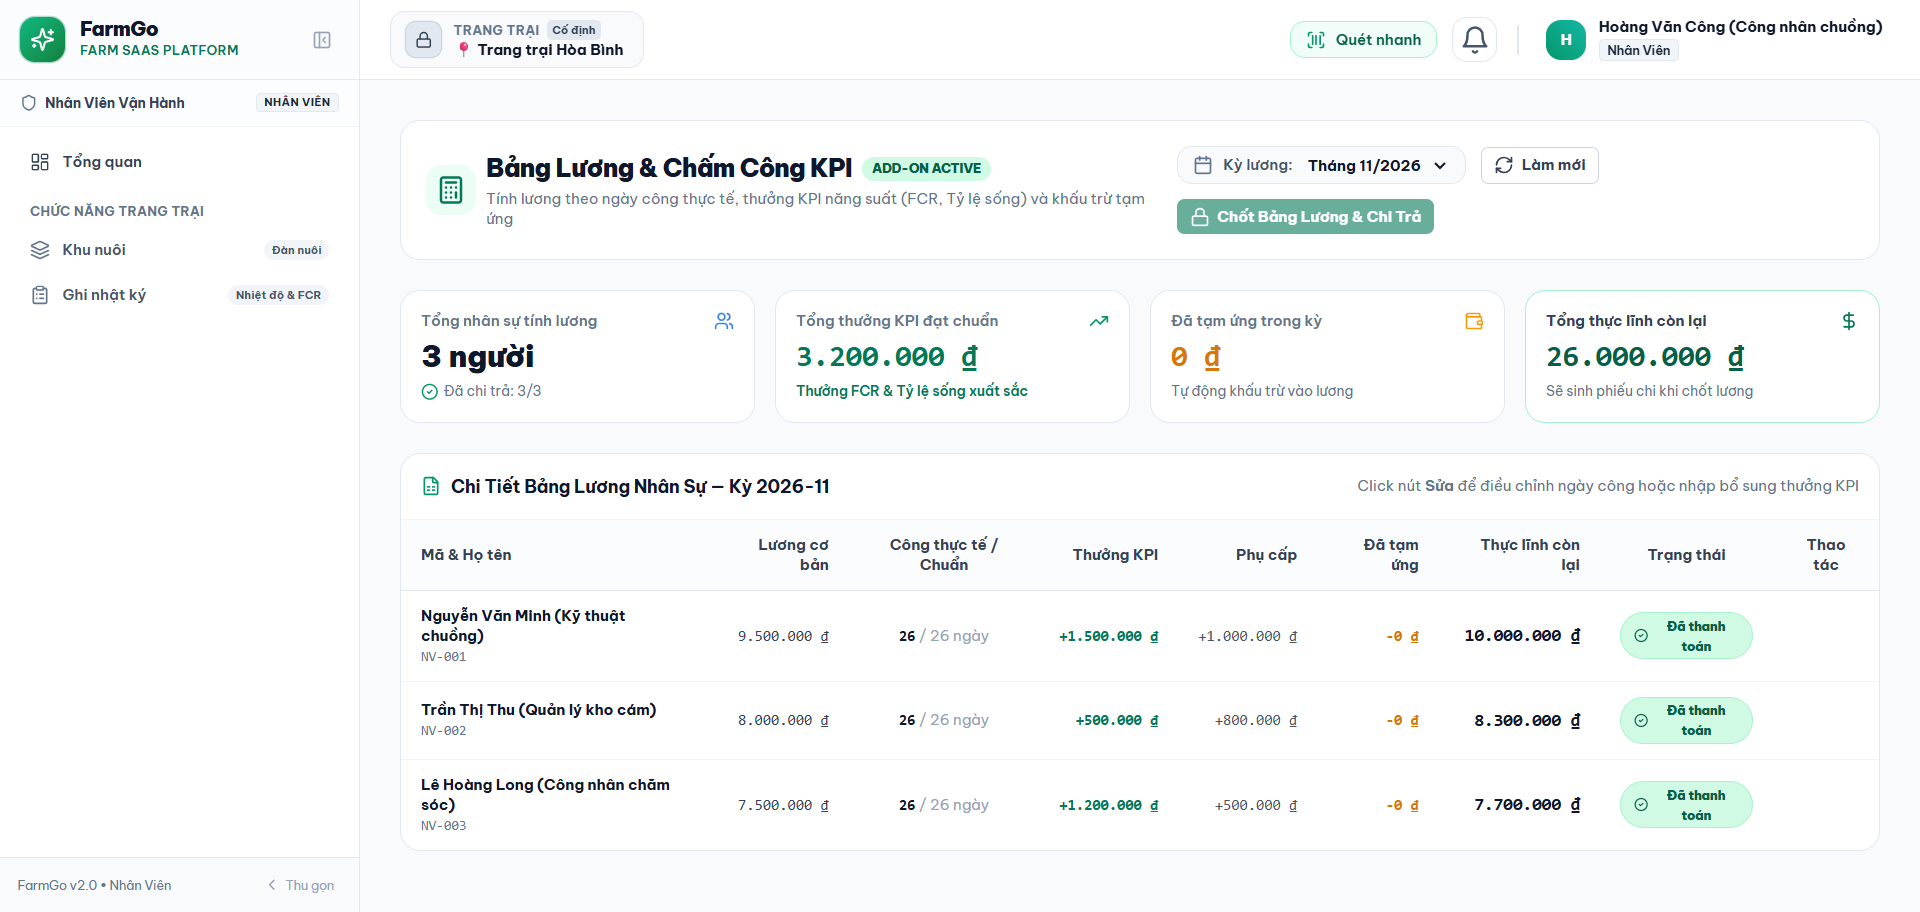 FarmGo
FARM SAAS PLATFORM
TRANG TRẠI Cố định
📍 Trang trại Hòa Bình
Quét nhanh
H
Hoàng Văn Công (Công nhân chuồng)
Nhân Viên
Nhân Viên Vận Hành
NHÂN VIÊN
Tổng quan
CHỨC NĂNG TRANG TRẠI
Khu nuôi
Đàn nuôi
Ghi nhật ký
Nhiệt độ & FCR
FarmGo v2.0 • Nhân Viên
Thu gọn
Bảng Lương & Chấm Công KPI
ADD-ON ACTIVE
Tính lương theo ngày công thực tế, thưởng KPI năng suất (FCR, Tỷ lệ sống) và khấu trừ tạm
ứng
Kỳ lương: Tháng 11/2026
Làm mới
Chốt Bảng Lương & Chi Trả
Tổng nhân sự tính lương
3 người
Đã chi trả: 3/3
Tổng thưởng KPI đạt chuẩn
3.200.000 ₫
Thưởng FCR & Tỷ lệ sống xuất sắc
Đã tạm ứng trong kỳ
0 ₫
Tự động khấu trừ vào lương
Tổng thực lĩnh còn lại
26.000.000 ₫
Sẽ sinh phiếu chi khi chốt lương
Chi Tiết Bảng Lương Nhân Sự — Kỳ 2026-11
Click nút Sửa để điều chỉnh ngày công hoặc nhập bổ sung thưởng KPI
Mã & Họ tên
Lương cơ
bản
Công thực tế /
Chuẩn
Thưởng KPI
Phụ cấp
Đã tạm
ứng
Thực lĩnh còn
lại
Trạng thái
Thao
tác
Nguyễn Văn Minh (Kỹ thuật
chuồng)
NV-001
9.500.000 ₫
26 / 26 ngày
+1.500.000 ₫
+1.000.000 ₫
-0 ₫
10.000.000 ₫
Đã thanh
toán
Trần Thị Thu (Quản lý kho cám)
NV-002
8.000.000 ₫
26 / 26 ngày
+500.000 ₫
+800.000 ₫
-0 ₫
8.300.000 ₫
Đã thanh
toán
Lê Hoàng Long (Công nhân chăm
sóc)
NV-003
7.500.000 ₫
26 / 26 ngày
+1.200.000 ₫
+500.000 ₫
-0 ₫
7.700.000 ₫
Đã thanh
toán